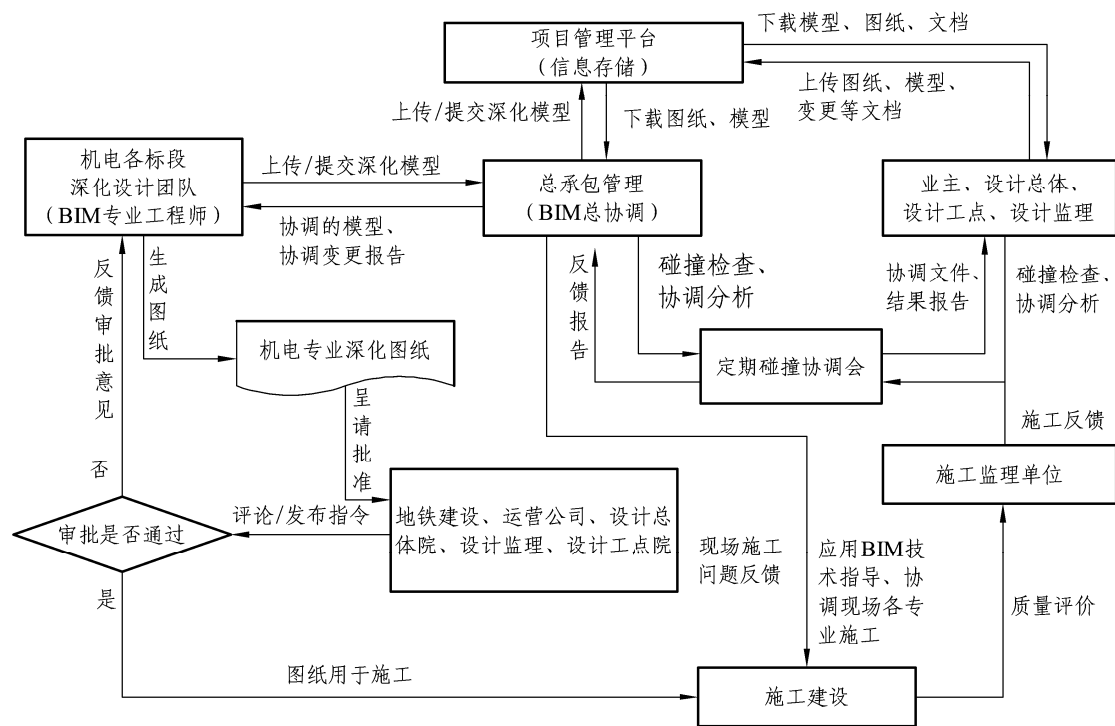 项目管理平台
（信息存储）
下载模型、图纸、文档
上传图纸、模型、
变更等文档
上传/提交深化模型
下载图纸、模型
机电各标段
深化设计团队
（BIM专业工程师）
上传/提交深化模型
协调的模型、
协调变更报告
总承包管理
（BIM总协调）
业主、设计总体、
设计工点、设计监理
反馈审批意见
生成图纸
反馈报告
碰撞检查、
协调分析
协调文件、
结果报告
碰撞检查、
协调分析
机电专业深化图纸
定期碰撞协调会
呈请批准
施工反馈
施工监理单位
否
审批是否通过
评论/发布指令
地铁建设、运营公司、设计总
体院、设计监理、设计工点院
现场施工
问题反馈
应用BIM技
术指导、协
调现场各专
业施工
质量评价
是
图纸用于施工
施工建设